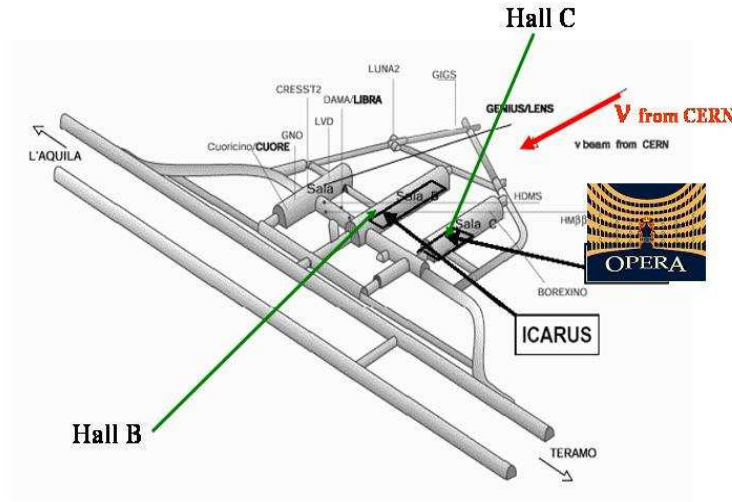 Hall C
LUNA2
GIGS
CRESST2
DAMA/LIBRA
GENIUS/LENS
ν from CERN
LVD
GNO
Cuoricino/CUORE
ν beam from CERN
L'AQUILA
Sala
Sala B
HDMS
Sala C
HMββ
OPERA
BOREXINO
ICARUS
Hall B
TERAMO